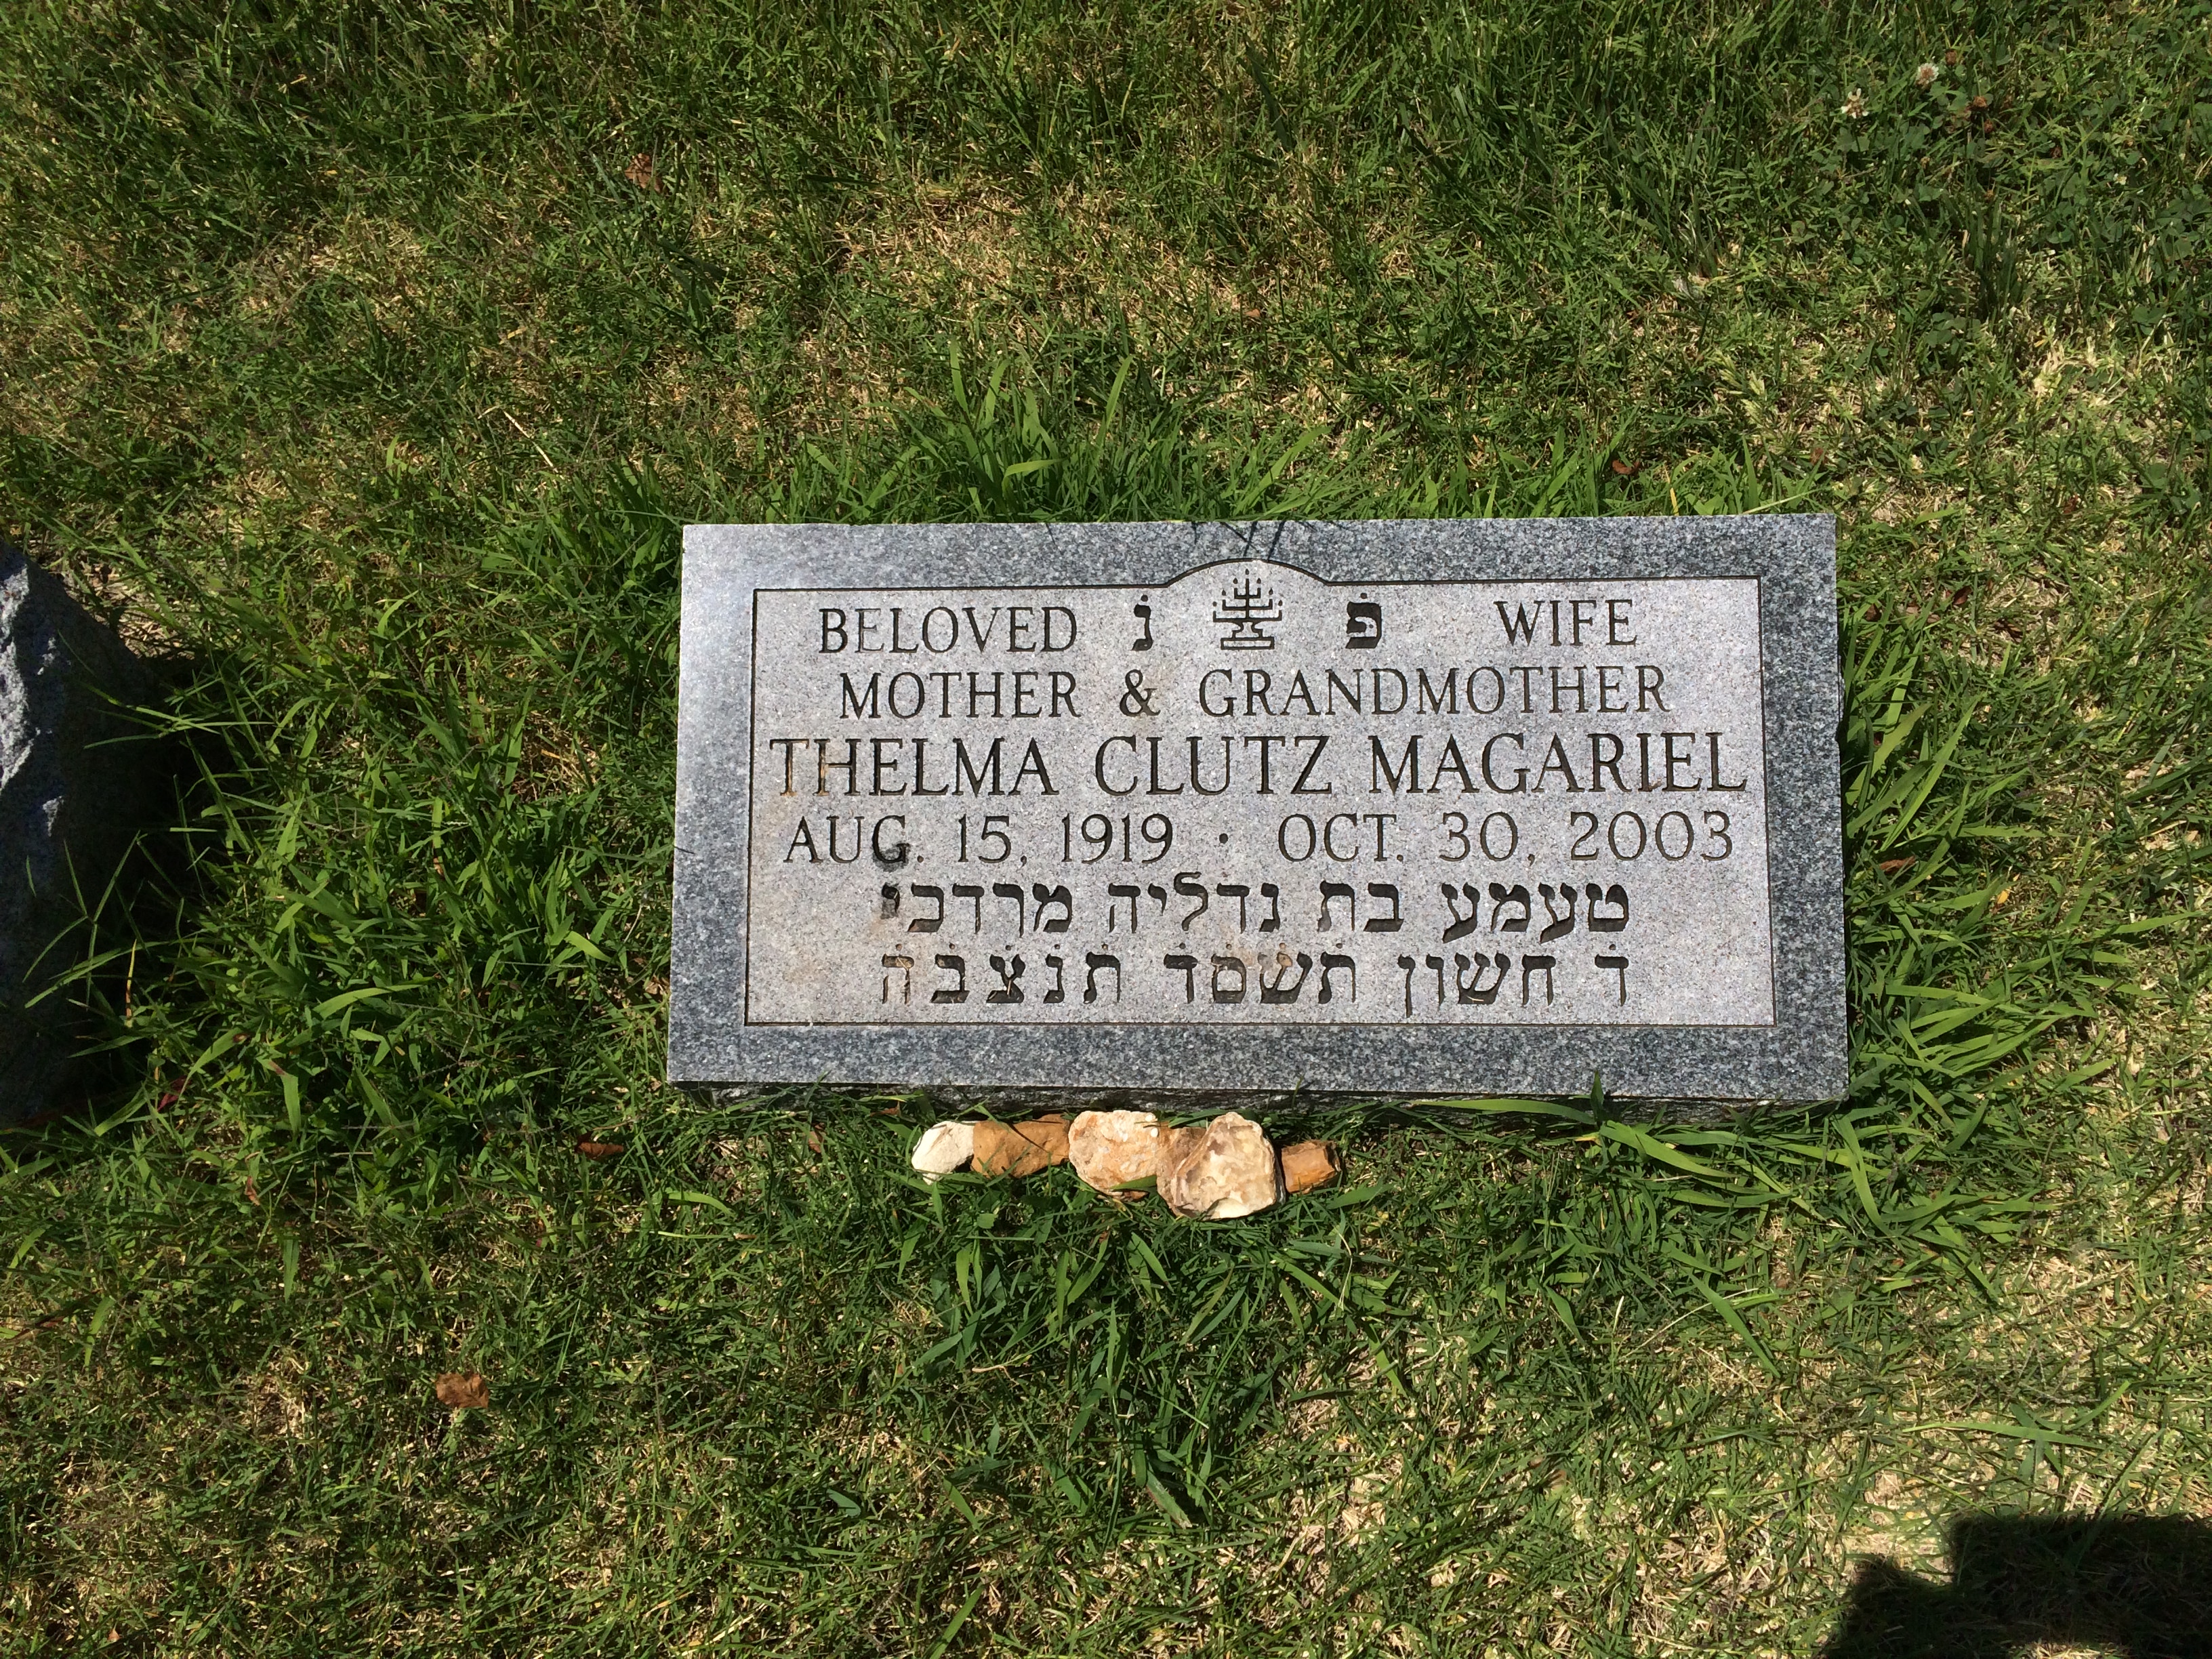 BELOVED נ פ WIFE
MOTHER & GRANDMOTHER
THELMA CLUTZ MAGARIEL
AUG. 15, 1919 · OCT. 30, 2003
טעמע בת גדליה מרדכי
ד חשון תשסד תנצבה